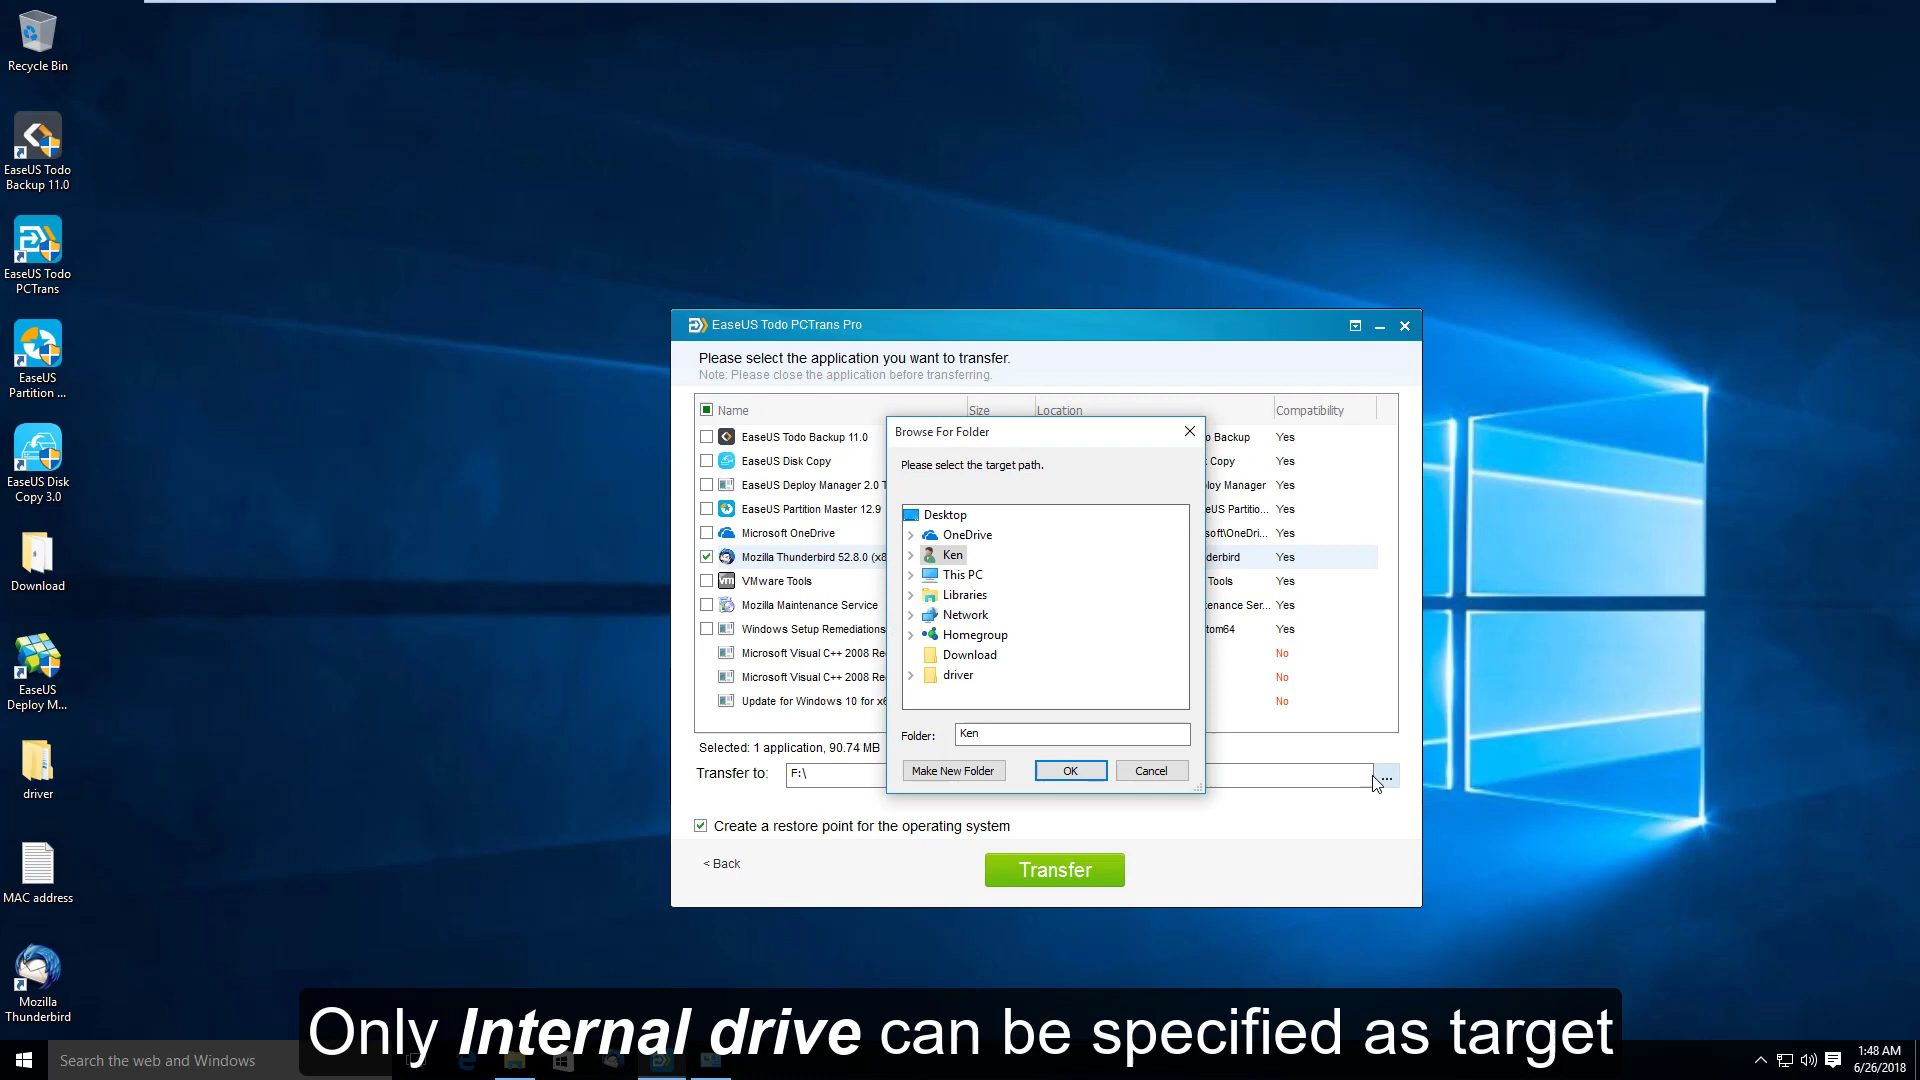 Recycle Bin
EaseUS Todo
Backup 11.0
EaseUS Todo
PCTrans
EaseUS
Partition ...
EaseUS Disk
Copy 3.0
Download
EaseUS
Deploy M...
driver
MAC address
Mozilla
Thunderbird
EaseUS Todo PCTrans Pro
Please select the application you want to transfer.
Note: Please close the application before transferring.
Name Size Location Compatibility
EaseUS Todo Backup 11.0 o Backup Yes
EaseUS Disk Copy Copy Yes
EaseUS Deploy Manager 2.0 T loy Manager Yes
EaseUS Partition Master 12.9 eUS Partitio... Yes
Microsoft OneDrive soft\OneDri... Yes
Mozilla Thunderbird 52.8.0 (x8 derbird Yes
vm VMware Tools Tools Yes
Mozilla Maintenance Service enance Ser... Yes
Windows Setup Remediations tom64 Yes
Microsoft Visual C++ 2008 Re No
Microsoft Visual C++ 2008 Re No
Update for Windows 10 for x6 No
Selected: 1 application, 90.74 MB
Transfer to: F:\ ...
Create a restore point for the operating system
< Back
Transfer
Browse For Folder
Please select the target path.
Desktop
OneDrive
Ken
This PC
Libraries
Network
Homegroup
Download
driver
Folder: Ken
Make New Folder OK Cancel
Only Internal drive can be specified as target
Search the web and Windows
1:48 AM
6/26/2018